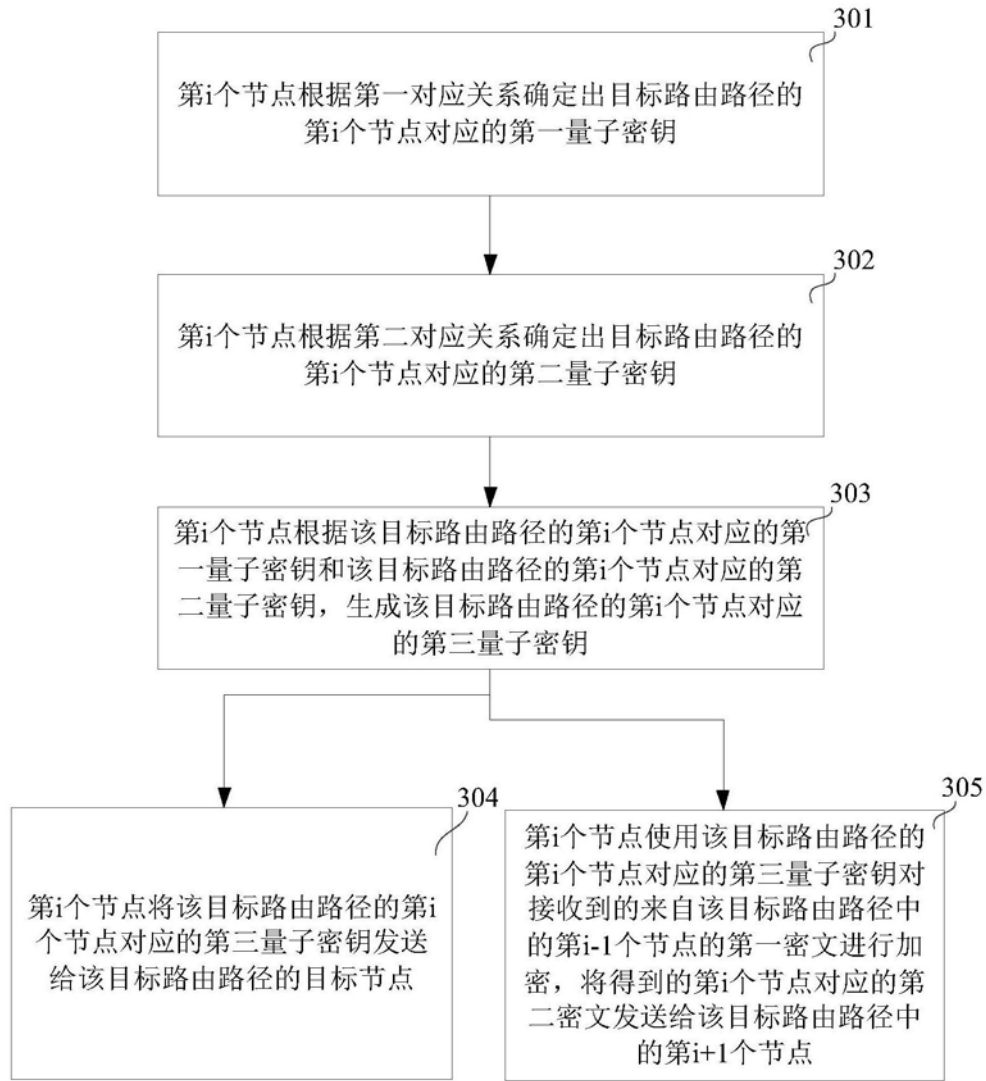 301
第i个节点根据第一对应关系确定出目标路由路径的
第i个节点对应的第一量子密钥
302
第i个节点根据第二对应关系确定出目标路由路径的
第i个节点对应的第二量子密钥
303
第i个节点根据该目标路由路径的第i个节点对应的第
一量子密钥和该目标路由路径的第i个节点对应的第
二量子密钥，生成该目标路由路径的第i个节点对应
的第三量子密钥
304
第i个节点将该目标路由路径的第i
个节点对应的第三量子密钥发送
给该目标路由路径的目标节点
305
第i个节点使用该目标路由路径的
第i个节点对应的第三量子密钥对
接收到的来自该目标路由路径中
的第i-1个节点的第一密文进行加
密，将得到的第i个节点对应的第
二密文发送给该目标路由路径中
的第i+1个节点